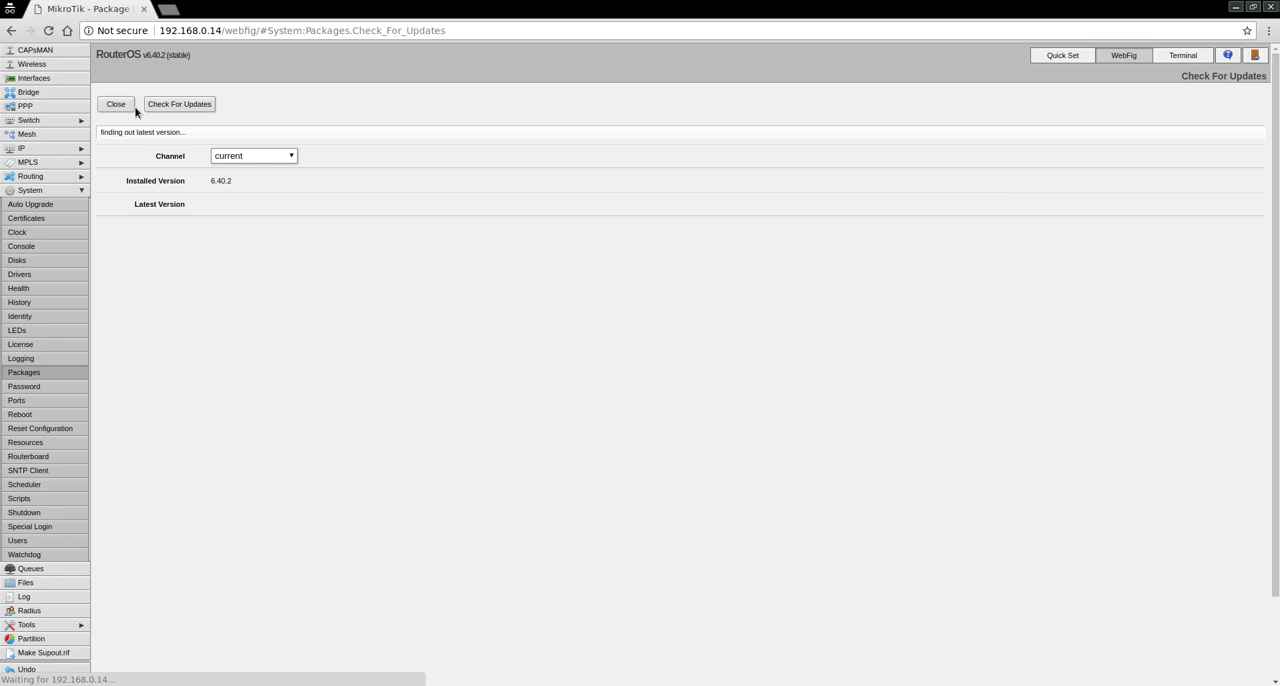 MikroTik - Package
Not secure 192.168.0.14/webfig/#System:Packages.Check_For_Updates
CAPsMAN
Wireless
Interfaces
Bridge
PPP
Switch
Mesh
IP
MPLS
Routing
System
Auto Upgrade
Certificates
Clock
Console
Disks
Drivers
Health
History
Identity
LEDs
License
Logging
Packages
Password
Ports
Reboot
Reset Configuration
Resources
Routerboard
SNTP Client
Scheduler
Scripts
Shutdown
Special Login
Users
Watchdog
Queues
Files
Log
Radius
Tools
Partition
Make Supout.rif
Undo
RouterOS v6.40.2 (stable)
Quick Set WebFig Terminal
Check For Updates
Close Check For Updates
finding out latest version...
Channel current
Installed Version 6.40.2
Latest Version
Waiting for 192.168.0.14...